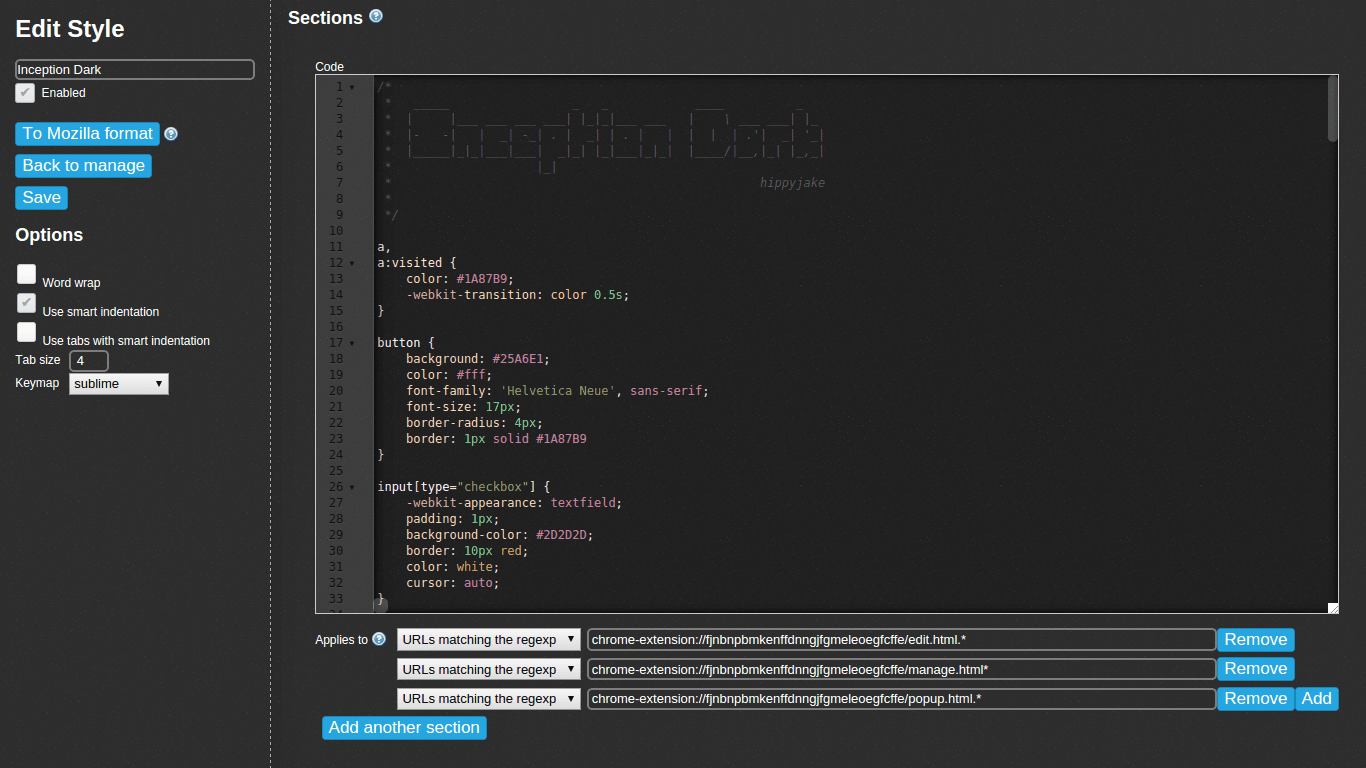 Edit Style
Inception Dark
Enabled
To Mozilla format
Back to manage
Save
Options
Word wrap
Use smart indentation
Use tabs with smart indentation
Tab size 4
Keymap sublime
Sections
Code
1 /*
2 *
3 *
4 *
5 *
6 *
7 * hippyjake
8 *
9 */
10
11 a,
12 a:visited {
13 color: #1A87B9;
14 -webkit-transition: color 0.5s;
15 }
16
17 button {
18 background: #25A6E1;
19 color: #fff;
20 font-family: 'Helvetica Neue', sans-serif;
21 font-size: 17px;
22 border-radius: 4px;
23 border: 1px solid #1A87B9
24 }
25
26 input[type="checkbox"] {
27 -webkit-appearance: textfield;
28 padding: 1px;
29 background-color: #2D2D2D;
30 border: 10px red;
31 color: white;
32 cursor: auto;
33 }
Applies to URLs matching the regexp chrome-extension://fjnbnpbmkenffdnngjfgmeleoegfcffe/edit.html.* Remove
URLs matching the regexp chrome-extension://fjnbnpbmkenffdnngjfgmeleoegfcffe/manage.html* Remove
URLs matching the regexp chrome-extension://fjnbnpbmkenffdnngjfgmeleoegfcffe/popup.html.* Remove Add
Add another section